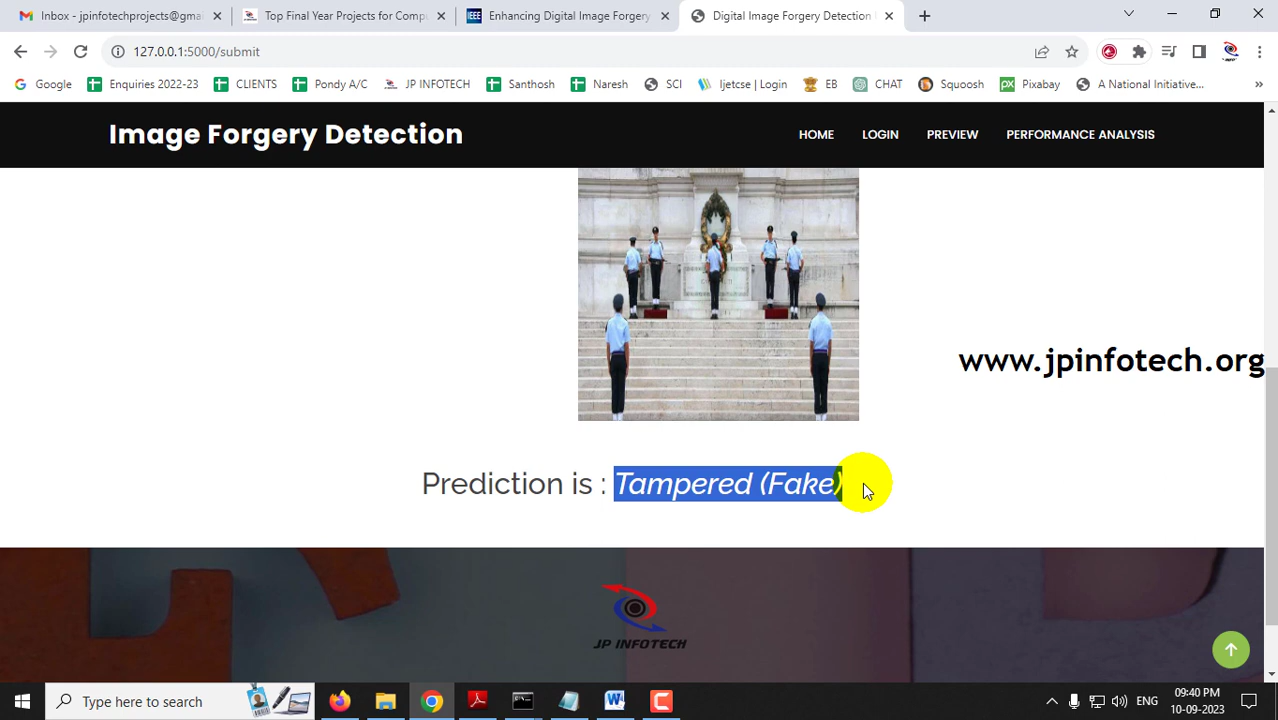 Inbox - jpinfotechprojects@gmai
Top Final Year Projects for Compu
Enhancing Digital Image Forgery
Digital Image Forgery Detection
127.0.0.1:5000/submit
Google
Enquiries 2022-23
CLIENTS
Pondy A/C
JP INFOTECH
Santhosh
Naresh
SCI
Ijetcse | Login
EB
CHAT
Squoosh
px Pixabay
A National Initiative...
»
Image Forgery Detection
HOME
LOGIN
PREVIEW
PERFORMANCE ANALYSIS
www.jpinfotech.org
Prediction is : Tampered (Fake)
JP INFOTECH
Type here to search
ENG
09:40 PM
10-09-2023